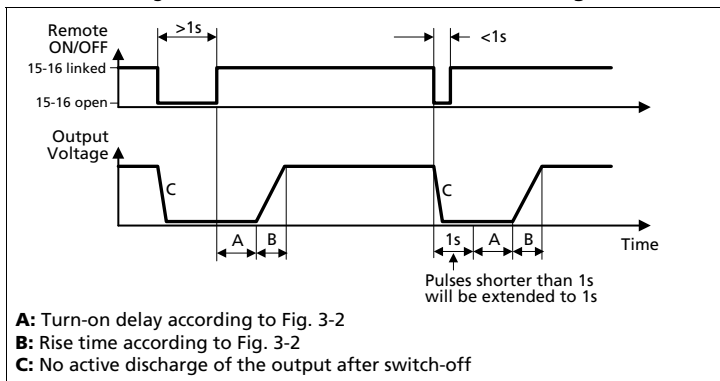 Remote
ON/OFF
>1s
<1s
15-16 linked
15-16 open
Output
Voltage
C
C
A
B
1s
A
B
Time
Pulses shorter than 1s
will be extended to 1s
A: Turn-on delay according to Fig. 3-2
B: Rise time according to Fig. 3-2
C: No active discharge of the output after switch-off